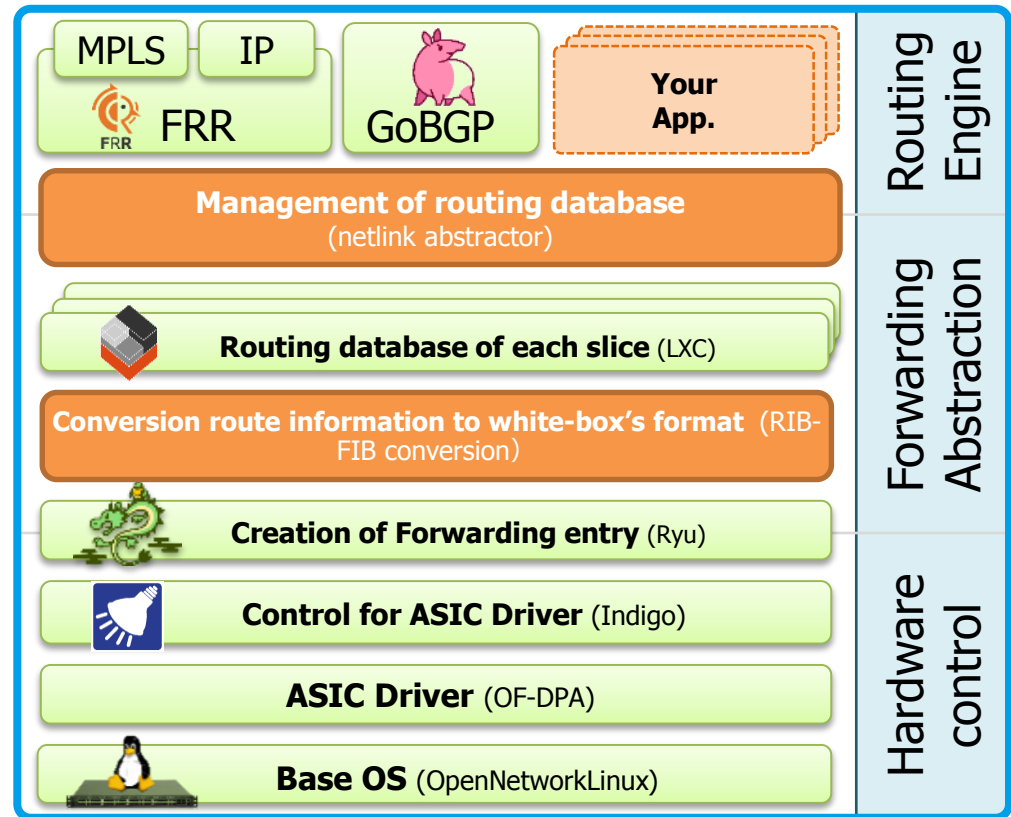 MPLS
IP
FRR
FRR
GoBGP
Your
App.
Routing
Engine
Management of routing database
(netlink abstractor)
Forwarding
Abstraction
Routing database of each slice (LXC)
Conversion route information to white-box's format (RIB-
FIB conversion）
Creation of Forwarding entry (Ryu)
Hardware
control
Control for ASIC Driver (Indigo)
ASIC Driver (OF-DPA)
Base OS (OpenNetworkLinux)